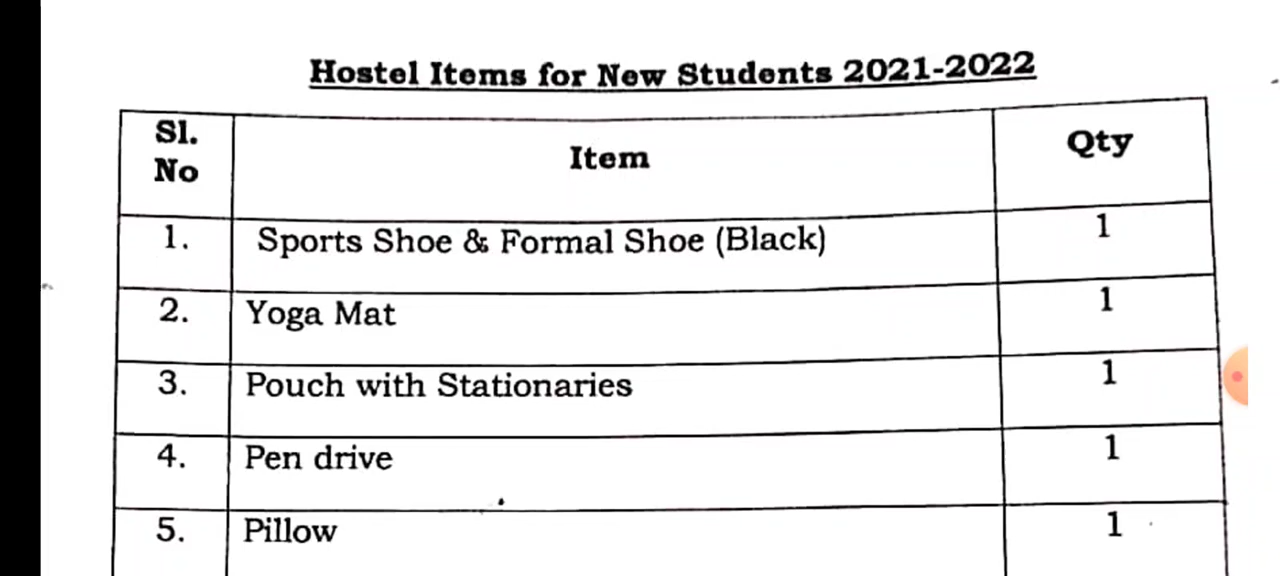 Hostel Items for New Students 2021-2022
Sl. No Item Qty
1. Sports Shoe & Formal Shoe (Black) 1
2. Yoga Mat 1
3. Pouch with Stationaries 1
4. Pen drive 1
5. Pillow 1